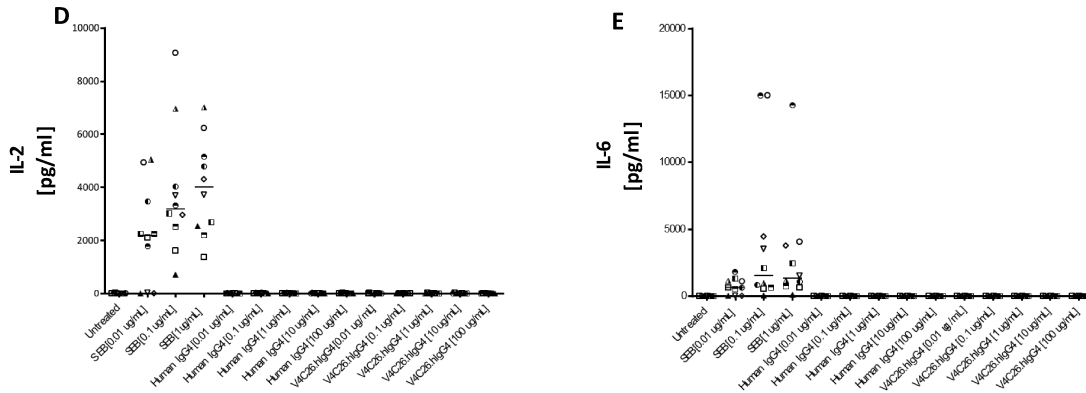 D
IL-2
[pg/ml]
10000
8000
6000
4000
2000
0
Untreated
SEB[0.01 ug/mL]
SEB[0.1 ug/mL]
SEB[1 ug/mL]
Human IgG4 [0.01 ug/mL]
Human IgG4 [0.1 ug/mL]
Human IgG4 [1 ug/mL]
Human IgG4 [10 ug/mL]
Human IgG4 [100 ug/mL]
V4C26.hIgG4 [0.01 ug/mL]
V4C26.hIgG4 [0.1 ug/mL]
V4C26.hIgG4 [1 ug/mL]
V4C26.hIgG4 [10 ug/mL]
V4C26.hIgG4 [100 ug/mL]
E
IL-6
[pg/ml]
20000
15000
10000
5000
0
Untreated
SEB[0.01 ug/mL]
SEB[0.1 ug/mL]
SEB[1 ug/mL]
Human IgG4 [0.01 ug/mL]
Human IgG4 [0.1 ug/mL]
Human IgG4 [1 ug/mL]
Human IgG4 [10 ug/mL]
Human IgG4 [100 ug/mL]
V4C26.hIgG4 [0.01 /mL]
V4C26.hIgG4 [0.1 ug/mL]
V4C26.hIgG4 [1 ug/mL]
V4C26.hIgG4 [10 ug/mL]
V4C26.hIgG4 [100 ug/mL]